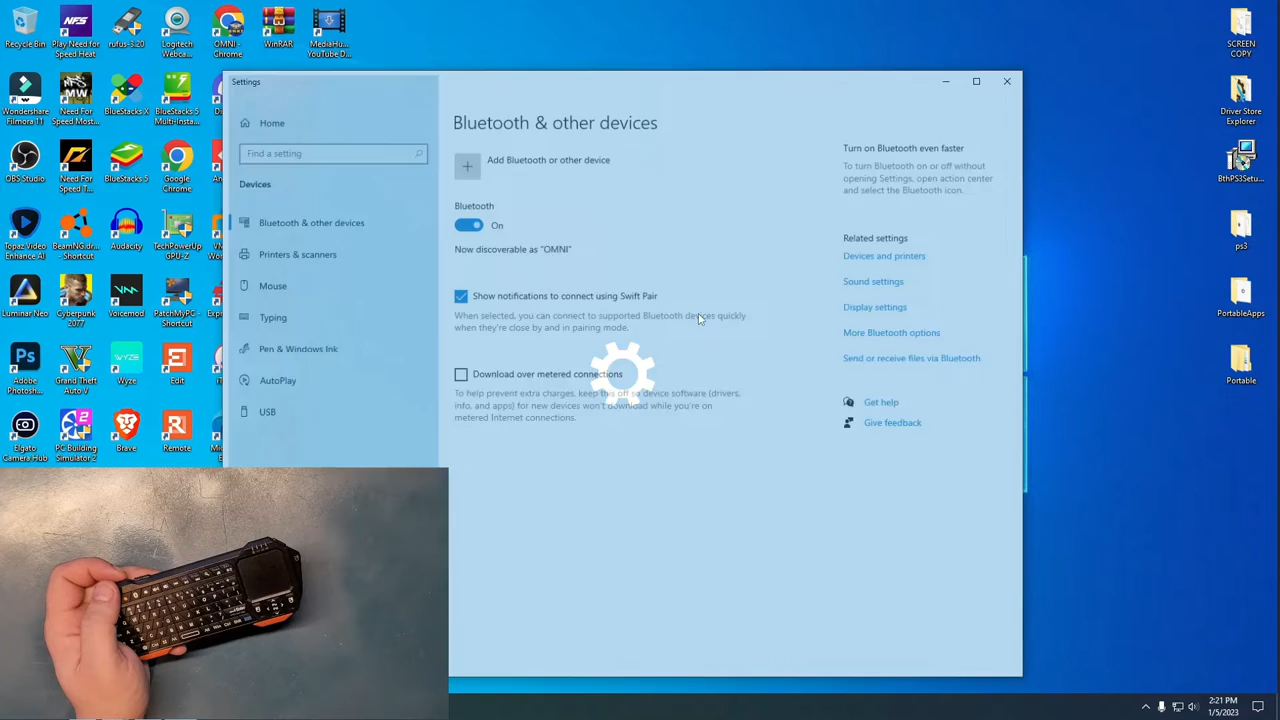 Recycle Bin
Play Need for
Speed Heat
rufus-3.20
Logitech
Webca...
OMNI -
Chrome
WinRAR
MediaHu...
YouTube D...
Wondershare
Filmora 11
Need For
Speed Most...
BlueStacks X
BlueStacks 5
Multi-Insta...
OBS Studio
Need For
Speed T...
BlueStacks 5
Google
Chrome
Topaz Video
Enhance AI
BeamNG.dr...
- Shortcut
Audacity
TechPowerUp
GPU-Z
Luminar Neo
Cyberpunk
2077
Voicemod
PatchMyPC -
Shortcut
Adobe
Photosh...
Grand Theft
Auto V
Wyze
Edit
Elgato
Camera Hub
PC Building
Simulator 2
Brave
Remote
SCREEN
COPY
Driver Store
Explorer
BthPS3Setu...
ps3
PortableApps
Portable
Settings
Home
Find a setting
Devices
Bluetooth & other devices
Printers & scanners
Mouse
Typing
Pen & Windows Ink
AutoPlay
USB
Bluetooth & other devices
Add Bluetooth or other device
Bluetooth
On
Now discoverable as "OMNI"
Show notifications to connect using Swift Pair
When selected, you can connect to supported Bluetooth devices quickly
when they're close by and in pairing mode.
Download over metered connections
To help prevent extra charges, keep this off so device software (drivers,
info, and apps) for new devices won't download while you're on
metered Internet connections.
Turn on Bluetooth even faster
To turn Bluetooth on or off without
opening Settings, open action center
and select the Bluetooth icon.
Related settings
Devices and printers
Sound settings
Display settings
More Bluetooth options
Send or receive files via Bluetooth
Get help
Give feedback
2:21 PM
1/5/2023